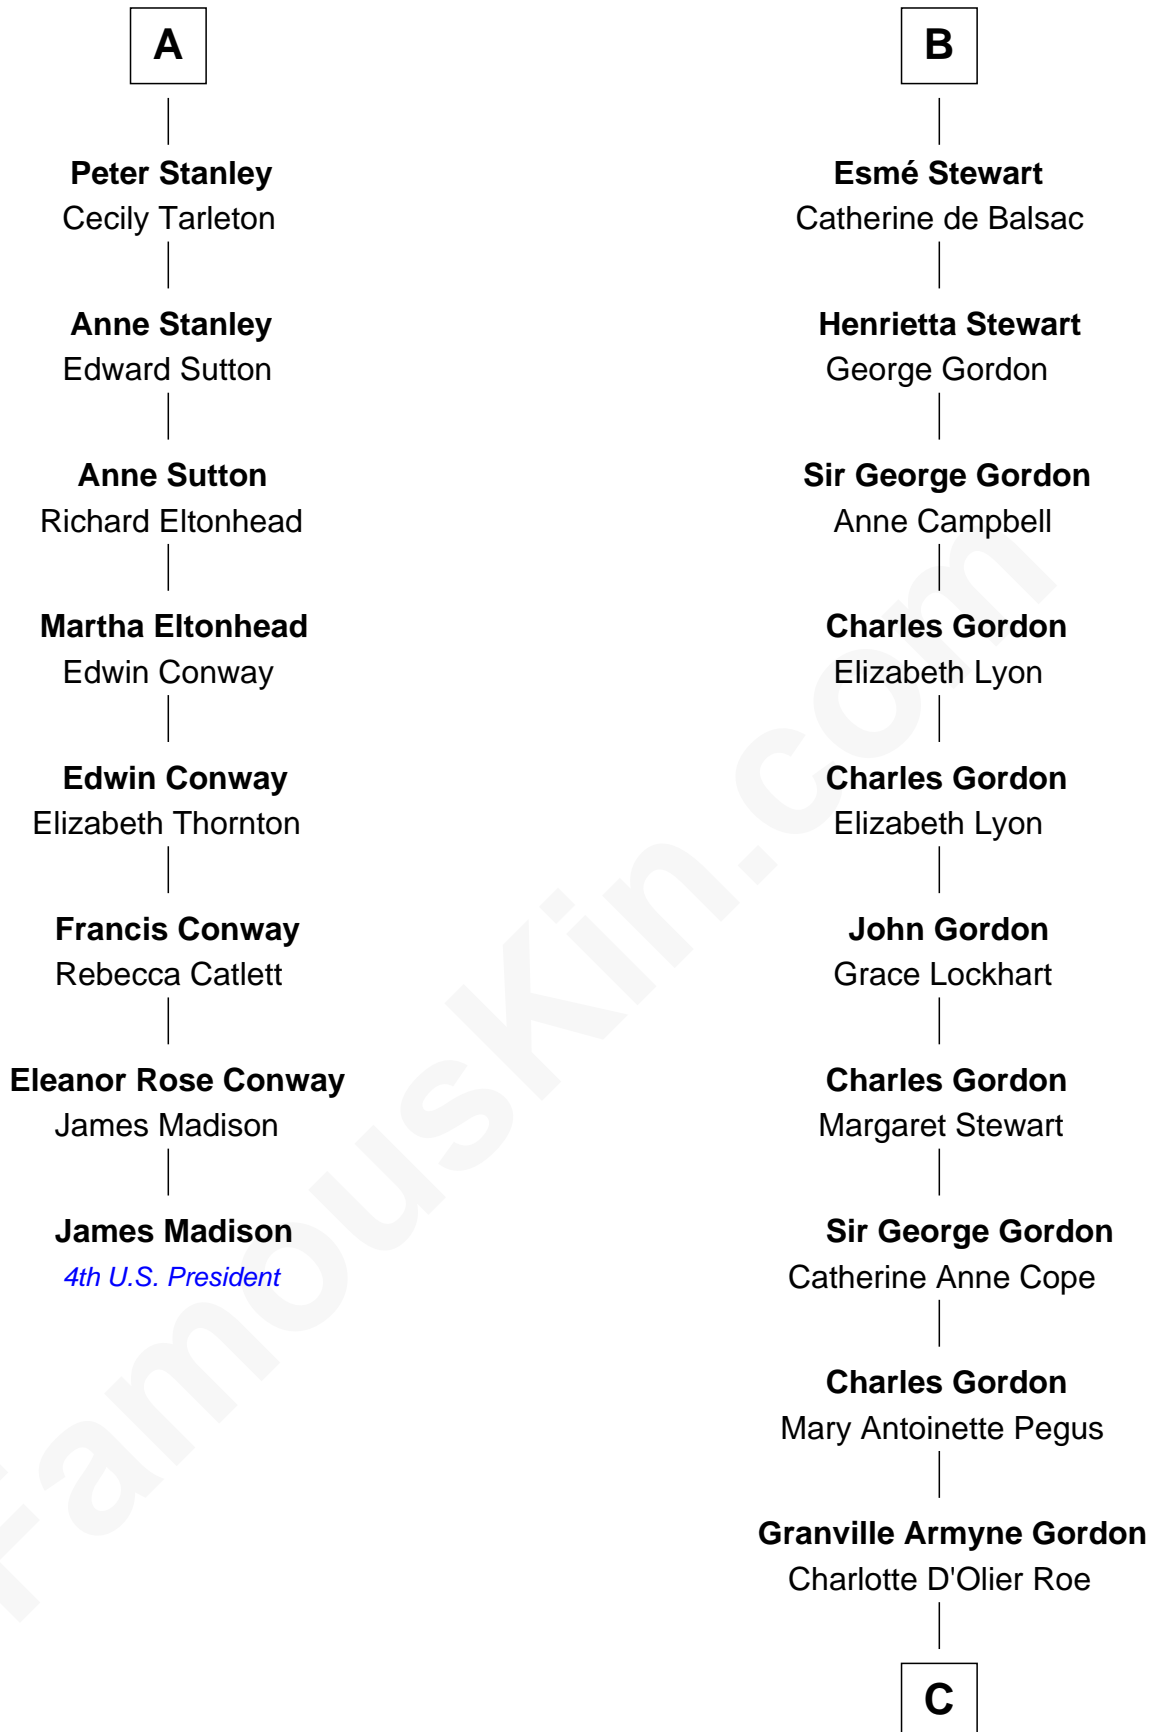 A
Peter Stanley
Cecily Tarleton
Anne Stanley
Edward Sutton
Anne Sutton
Richard Eltonhead
Martha Eltonhead
Edwin Conway
Edwin Conway
Elizabeth Thornton
Francis Conway
Rebecca Catlett
Eleanor Rose Conway
James Madison
James Madison
4th U.S. President
B
Esmé Stewart
Catherine de Balsac
Henrietta Stewart
George Gordon
Sir George Gordon
Anne Campbell
Charles Gordon
Elizabeth Lyon
Charles Gordon
Elizabeth Lyon
John Gordon
Grace Lockhart
Charles Gordon
Margaret Stewart
Sir George Gordon
Catherine Anne Cope
Charles Gordon
Mary Antoinette Pegus
Granville Armyne Gordon
Charlotte D'Olier Roe
C
FamousKin.com